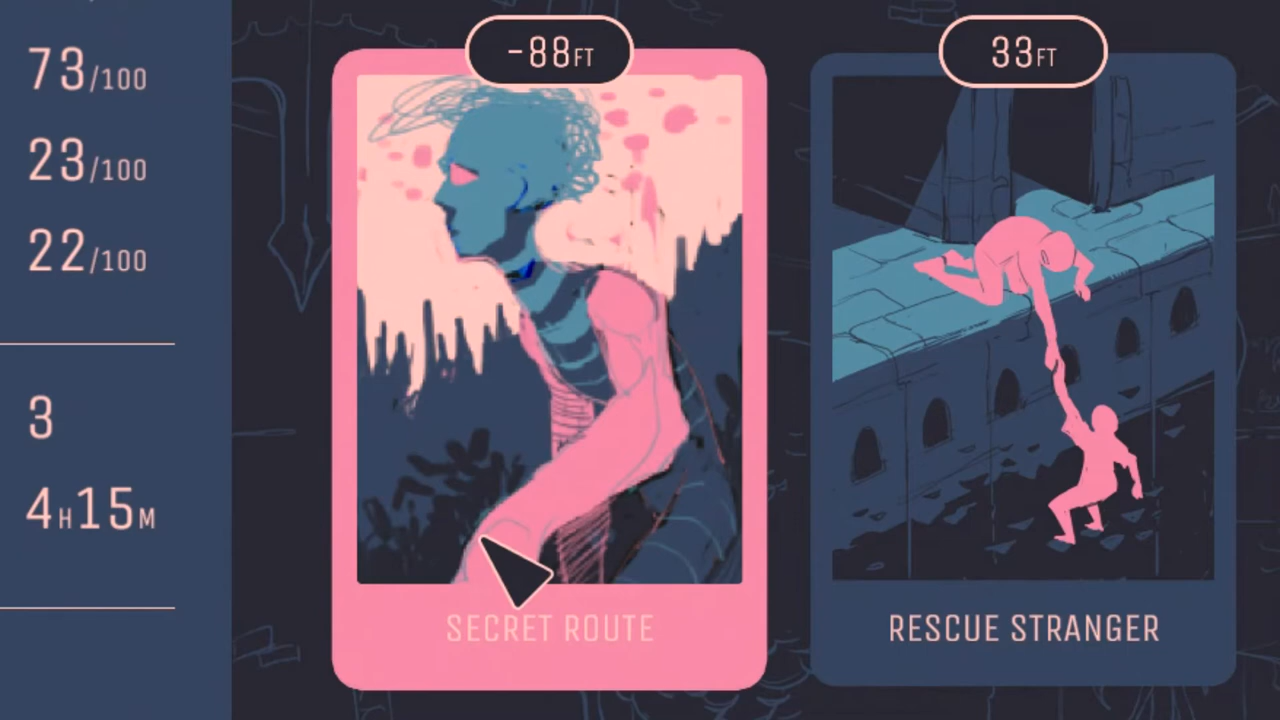 73/100
23/100
22/100
3
4H15M
-88FT
SECRET ROUTE
33FT
RESCUE STRANGER